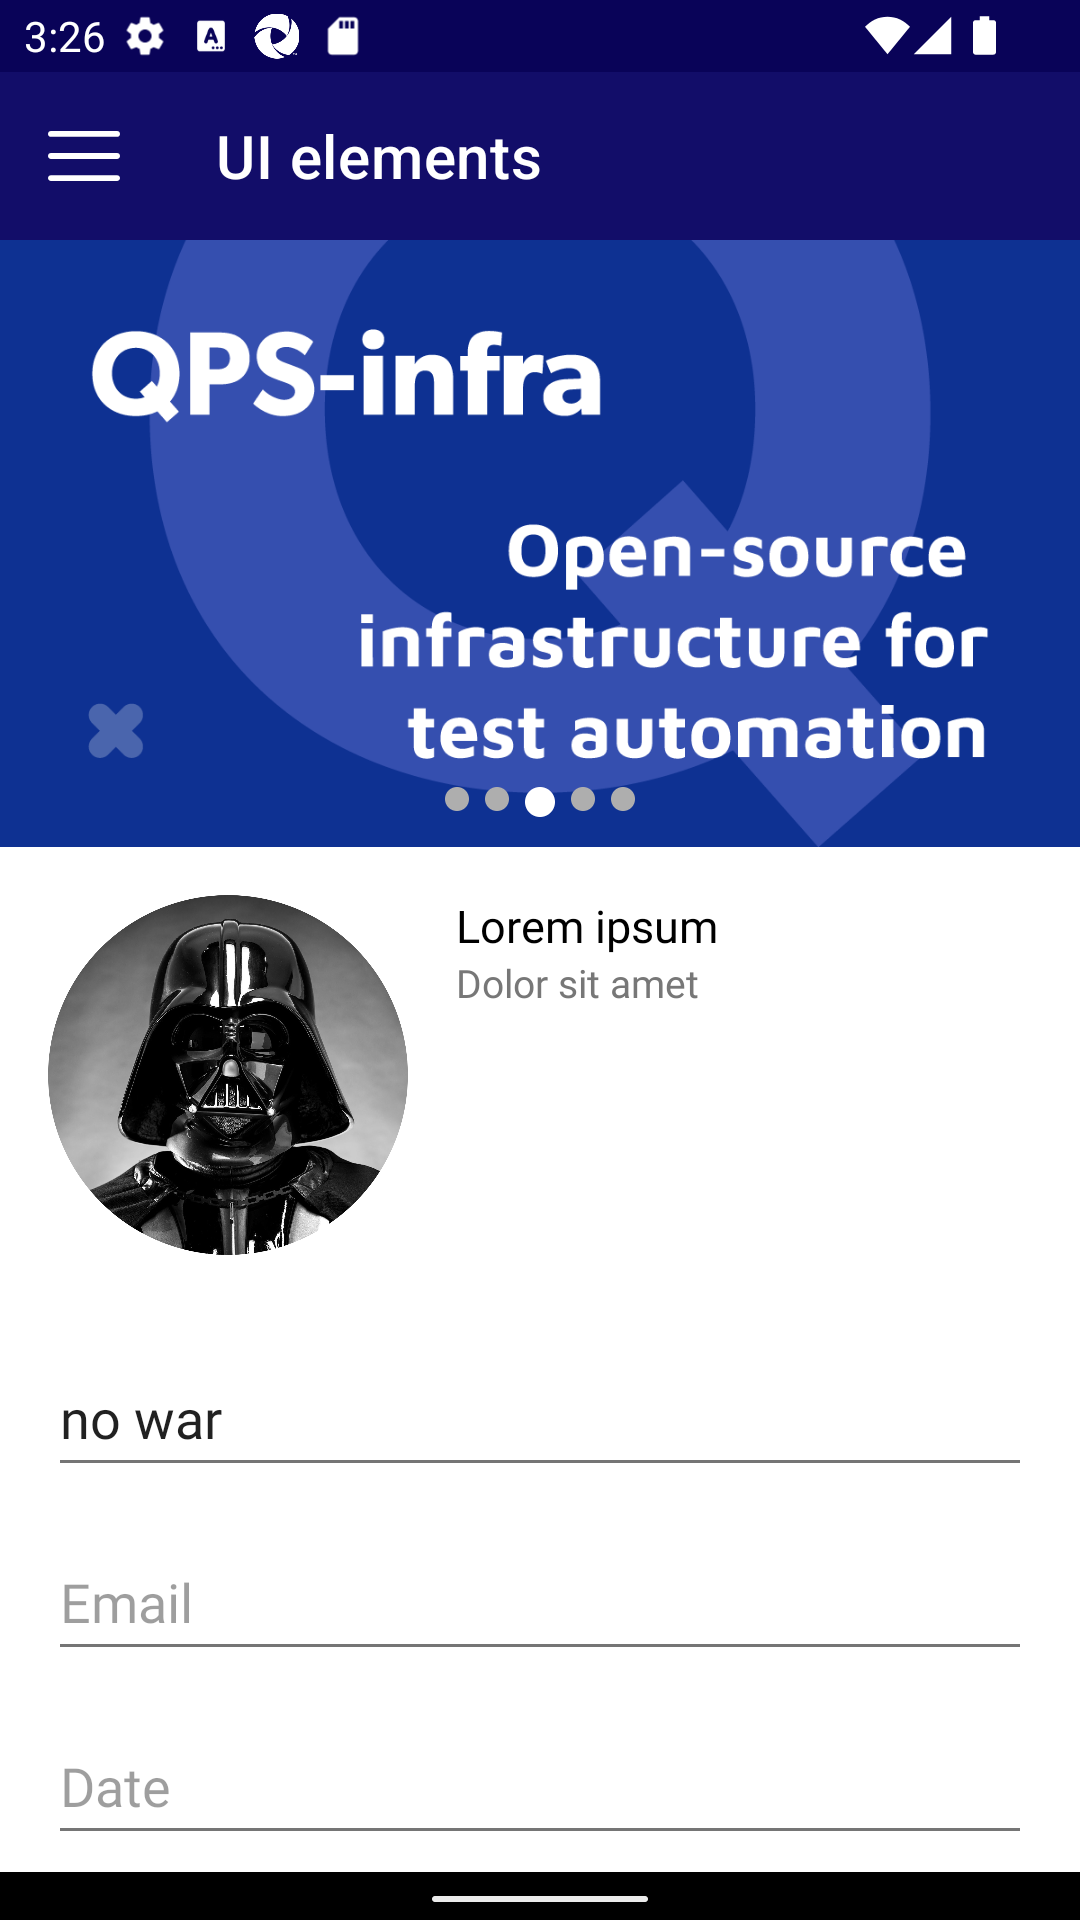 3:26
UI elements
QPS-infra
Open-source
infrastructure for
test automation
Lorem ipsum
Dolor sit amet
no war
Email
Date